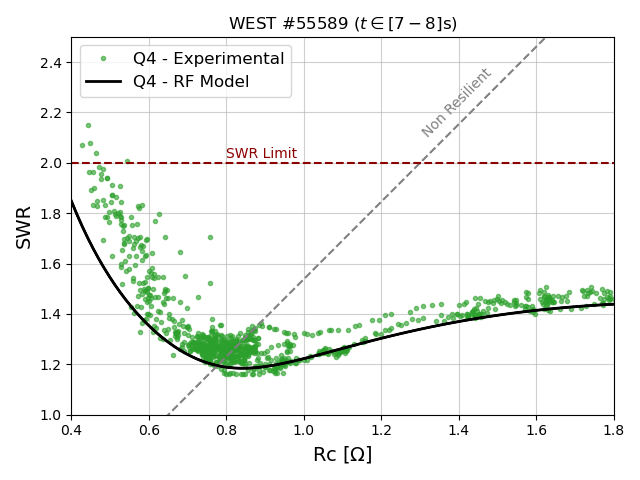 WEST #55589 (t ∈ [7 − 8]s)
Q4 - Experimental
Q4 - RF Model
Non Resilient
SWR Limit
SWR
2.4
2.2
2.0
1.8
1.6
1.4
1.2
1.0
0.4 0.6 0.8 1.0 1.2 1.4 1.6 1.8
Rc [Ω]